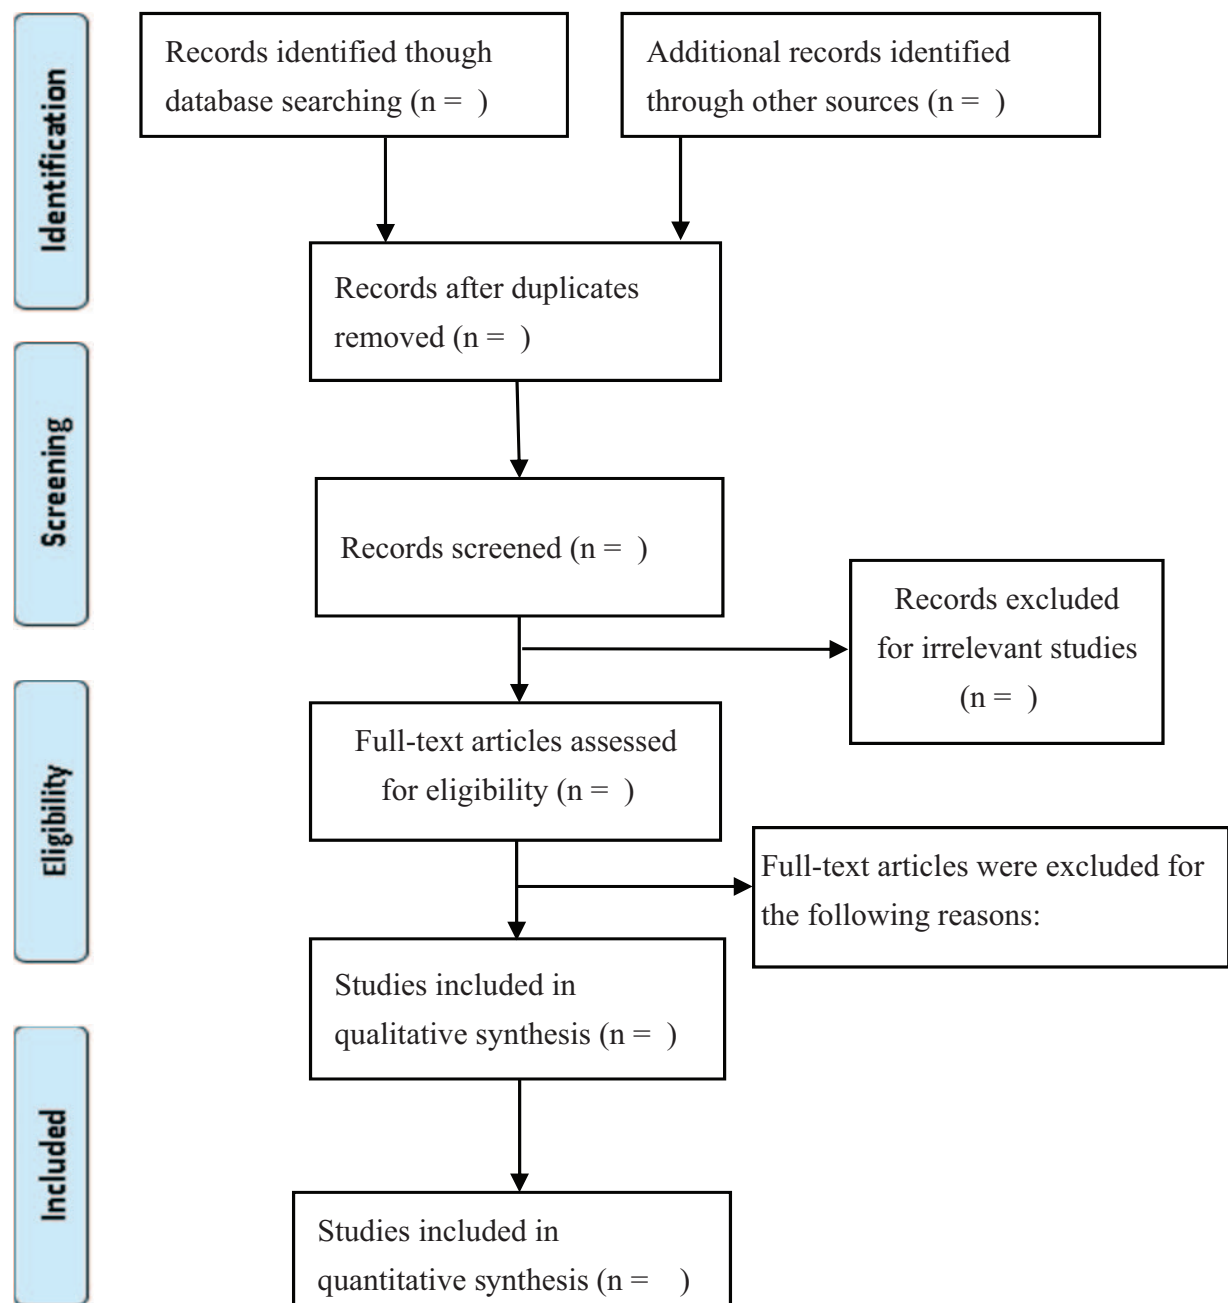 Identification
Records identified though
database searching (n =  )
Additional records identified
through other sources (n =  )
Records after duplicates
removed (n =  )
Screening
Records screened (n =  )
Records excluded
for irrelevant studies
(n =  )
Eligibility
Full-text articles assessed
for eligibility (n =  )
Full-text articles were excluded for
the following reasons:
Studies included in
qualitative synthesis (n =  )
Included
Studies included in
quantitative synthesis (n =   )